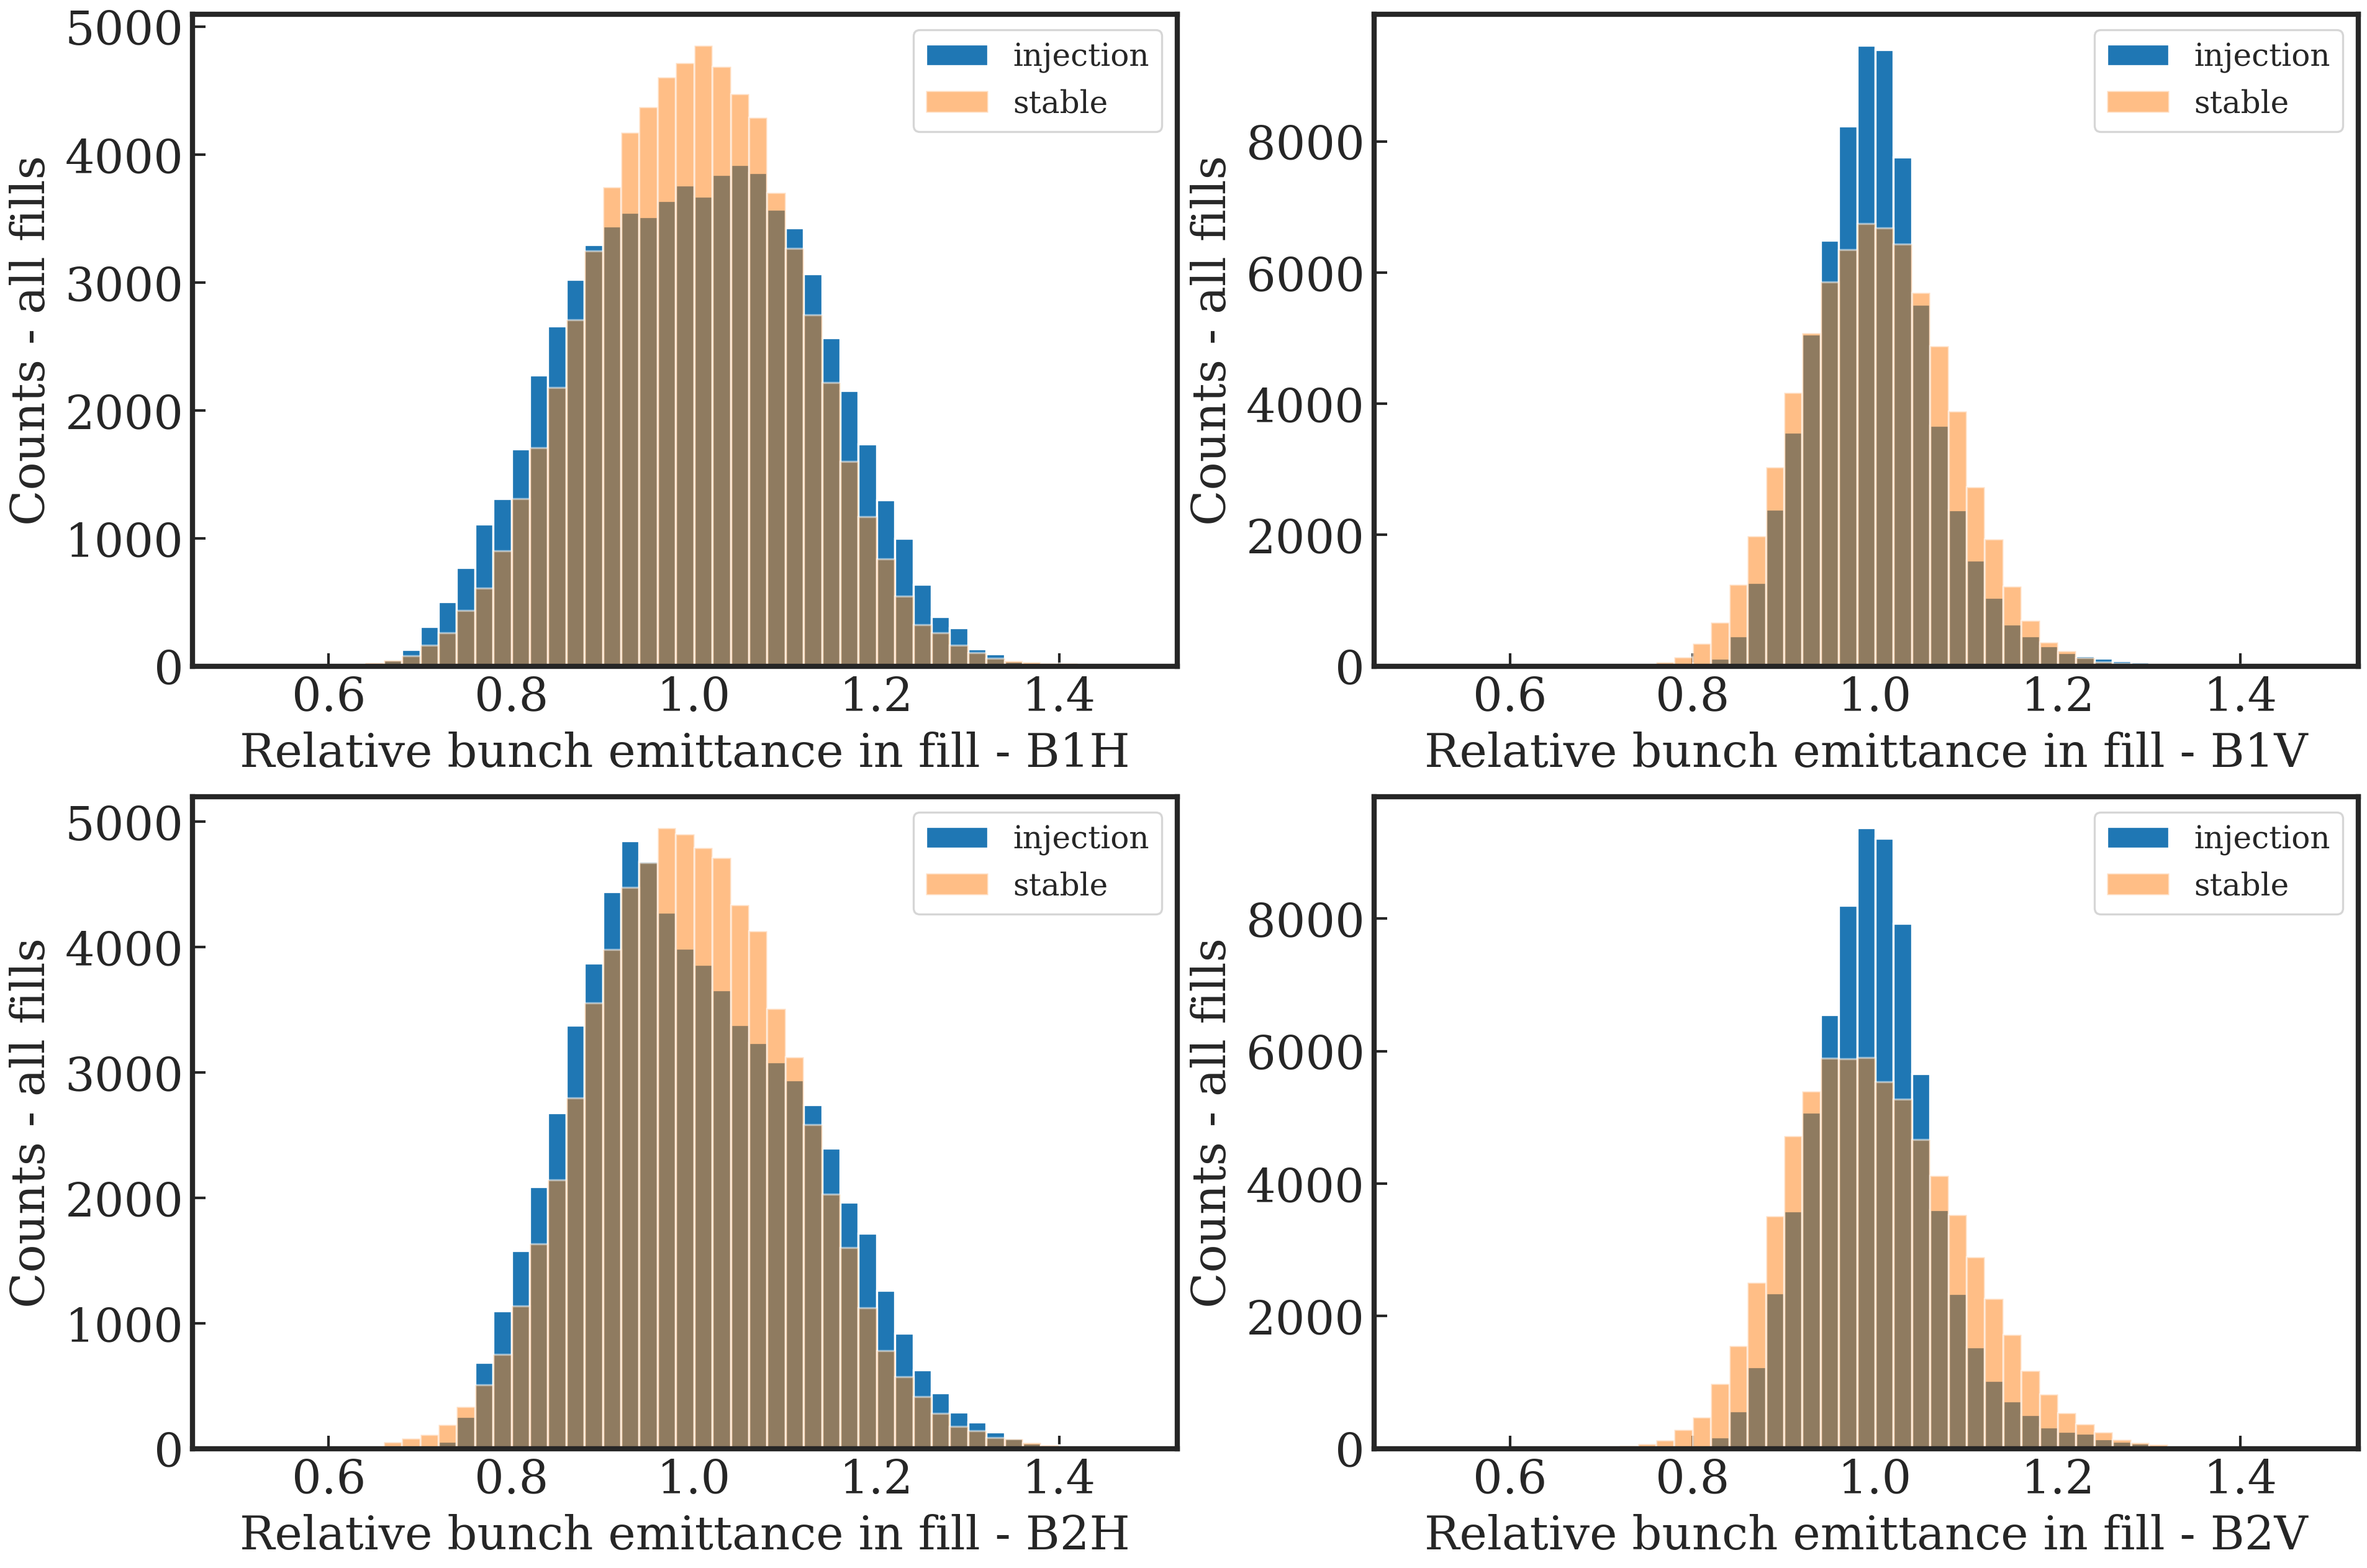 5000
4000
3000
2000
1000
0
Counts - all fills
injection
stable
0.6 0.8 1.0 1.2 1.4
Relative bunch emittance in fill - B1H
8000
6000
4000
2000
0
Counts - all fills
injection
stable
0.6 0.8 1.0 1.2 1.4
Relative bunch emittance in fill - B1V
5000
4000
3000
2000
1000
0
Counts - all fills
injection
stable
0.6 0.8 1.0 1.2 1.4
Relative bunch emittance in fill - B2H
8000
6000
4000
2000
0
Counts - all fills
injection
stable
0.6 0.8 1.0 1.2 1.4
Relative bunch emittance in fill - B2V